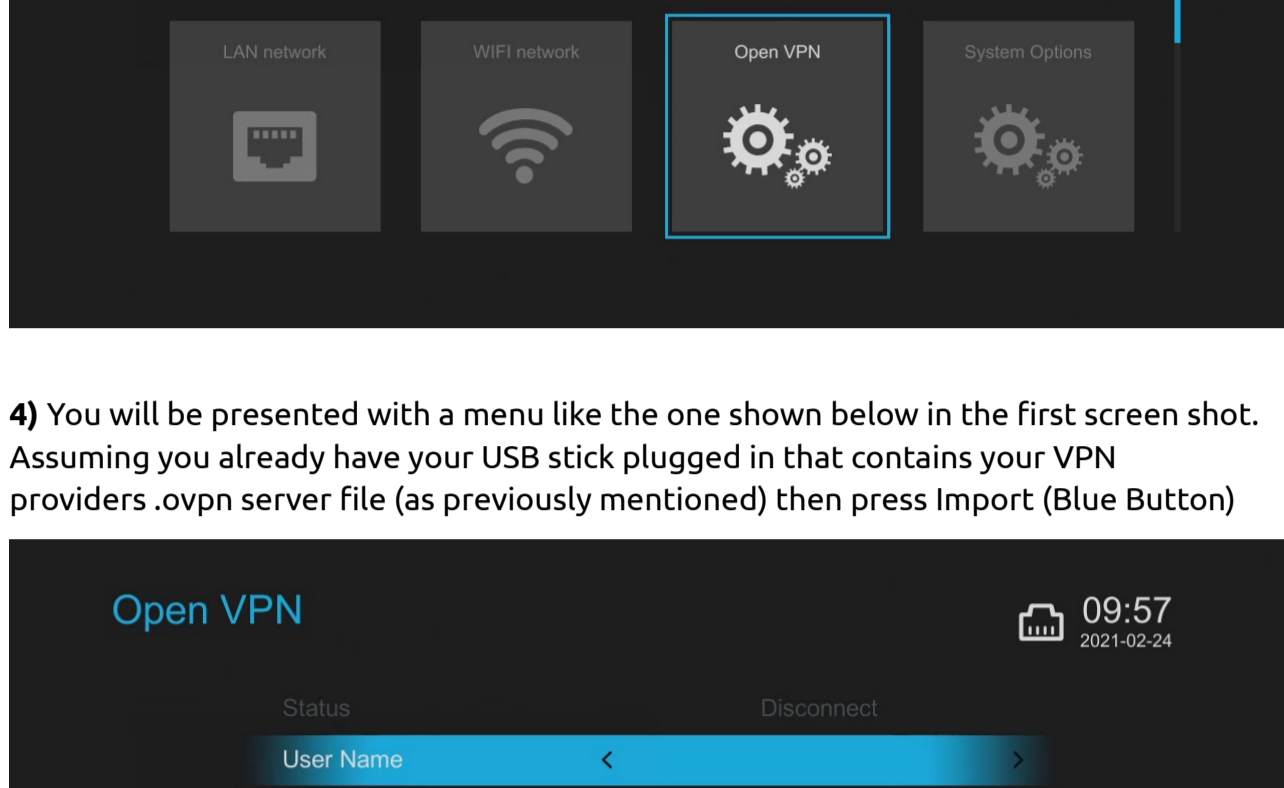 LAN network
WIFI network
Open VPN
System Options
4) You will be presented with a menu like the one shown below in the first screen shot.
Assuming you already have your USB stick plugged in that contains your VPN
providers .ovpn server file (as previously mentioned) then press Import (Blue Button)
Open VPN
09:57
2021-02-24
Status
Disconnect
User Name